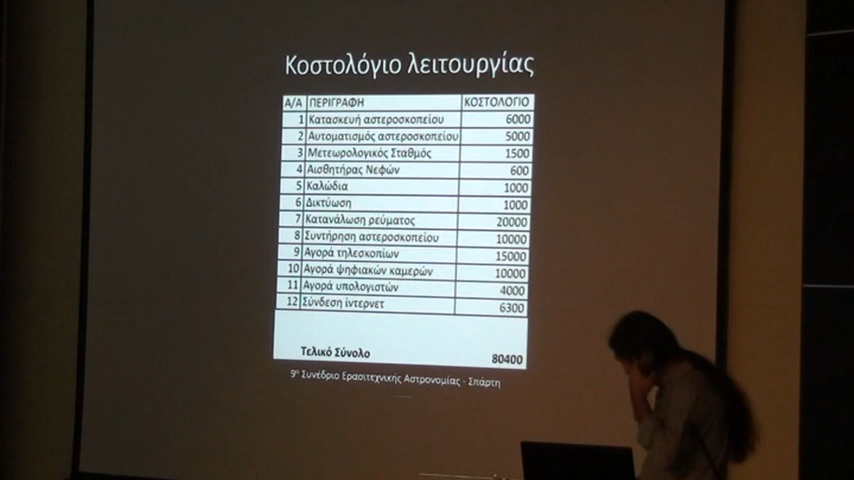 Κοστολόγιο λειτουργίας
Α/Α ΠΕΡΙΓΡΑΦΗ ΚΟΣΤΟΛΟΓΙΟ
1 Κατασκευή αστεροσκοπείου 6000
2 Αυτοματισμός αστεροσκοπείου 5000
3 Μετεωρολογικός Σταθμός 1500
4 Αισθητήρας Νεφών 600
5 Καλώδια 1000
6 Δικτύωση 1000
7 Κατανάλωση ρεύματος 20000
8 Συντήρηση αστεροσκοπείου 10000
9 Αγορά τηλεσκοπίων 15000
10 Αγορά ψηφιακών καμερών 10000
11 Αγορά υπολογιστών 4000
12 Σύνδεση ίντερνετ 6300
Τελικό Σύνολο 80400
9ο Συνέδριο Ερασιτεχνικής Αστρονομίας - Σπάρτη